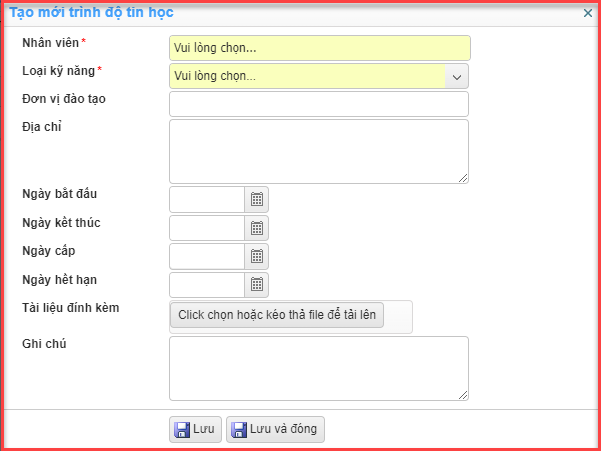 Tạo mới trình độ tin học
Nhân viên*
Vui lòng chọn...
Loại kỹ năng*
Vui lòng chọn...
Đơn vị đào tạo
Địa chỉ
Ngày bắt đầu
Ngày kết thúc
Ngày cấp
Ngày hết hạn
Tài liệu đính kèm
Click chọn hoặc kéo thả file để tải lên
Ghi chú
Lưu
Lưu và đóng